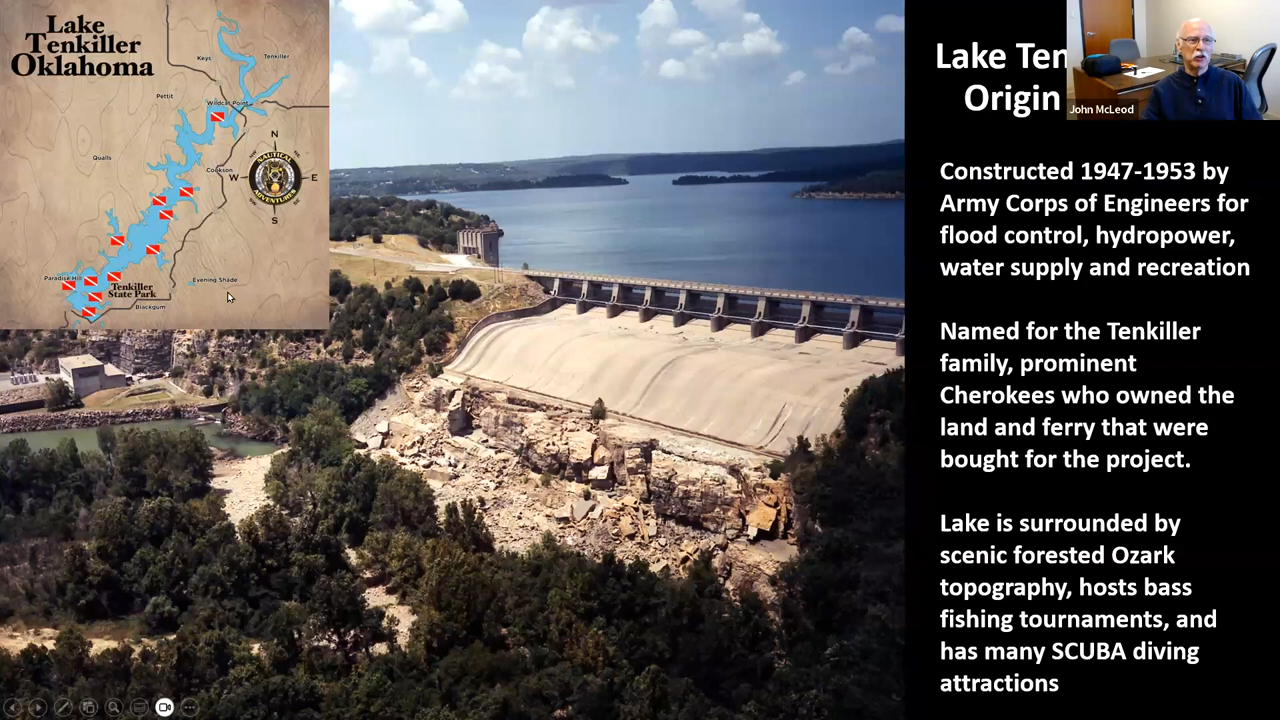 Lake
Tenkiller
Oklahoma
Keys
Tenkiller
Pettit
Wildcat Point
Qualls
Cookson
N
W
E
S
NAUTICAL
ADVENTURES
Paradise Hill
Tenkiller
State Park
Evening Shade
Blackgum
Lake Ten
Origin
John McLeod
Constructed 1947-1953 by
Army Corps of Engineers for
flood control, hydropower,
water supply and recreation
Named for the Tenkiller
family, prominent
Cherokees who owned the
land and ferry that were
bought for the project.
Lake is surrounded by
scenic forested Ozark
topography, hosts bass
fishing tournaments, and
has many SCUBA diving
attractions